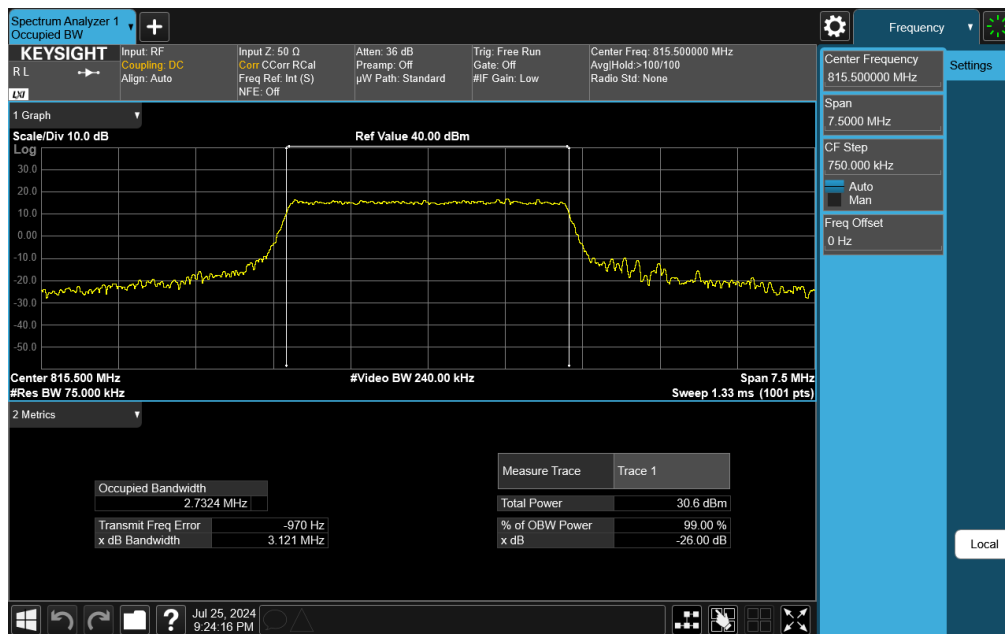 Spectrum Analyzer 1
Occupied BW
Frequency
KEYSIGHT
R L
LXI
Input: RF
Coupling: DC
Align: Auto
Input Z: 50 Ω
Corr CCorr RCal
Freq Ref: Int (S)
NFE: Off
Atten: 36 dB
Preamp: Off
µW Path: Standard
Trig: Free Run
Gate: Off
#IF Gain: Low
Center Freq: 815.500000 MHz
Avg|Hold:>100/100
Radio Std: None
Center Frequency
815.500000 MHz
Settings
Span
7.5000 MHz
CF Step
750.000 kHz
Auto
Man
Freq Offset
0 Hz
Local
1 Graph
Scale/Div 10.0 dB
Ref Value 40.00 dBm
Log
30.0
20.0
10.0
0.00
-10.0
-20.0
-30.0
-40.0
-50.0
Center 815.500 MHz
#Video BW 240.00 kHz
Span 7.5 MHz
#Res BW 75.000 kHz
Sweep 1.33 ms (1001 pts)
2 Metrics
Occupied Bandwidth
2.7324 MHz
Transmit Freq Error -970 Hz
x dB Bandwidth 3.121 MHz
Measure Trace Trace 1
Total Power 30.6 dBm
% of OBW Power 99.00 %
x dB -26.00 dB
?
Jul 25, 2024
9:24:16 PM